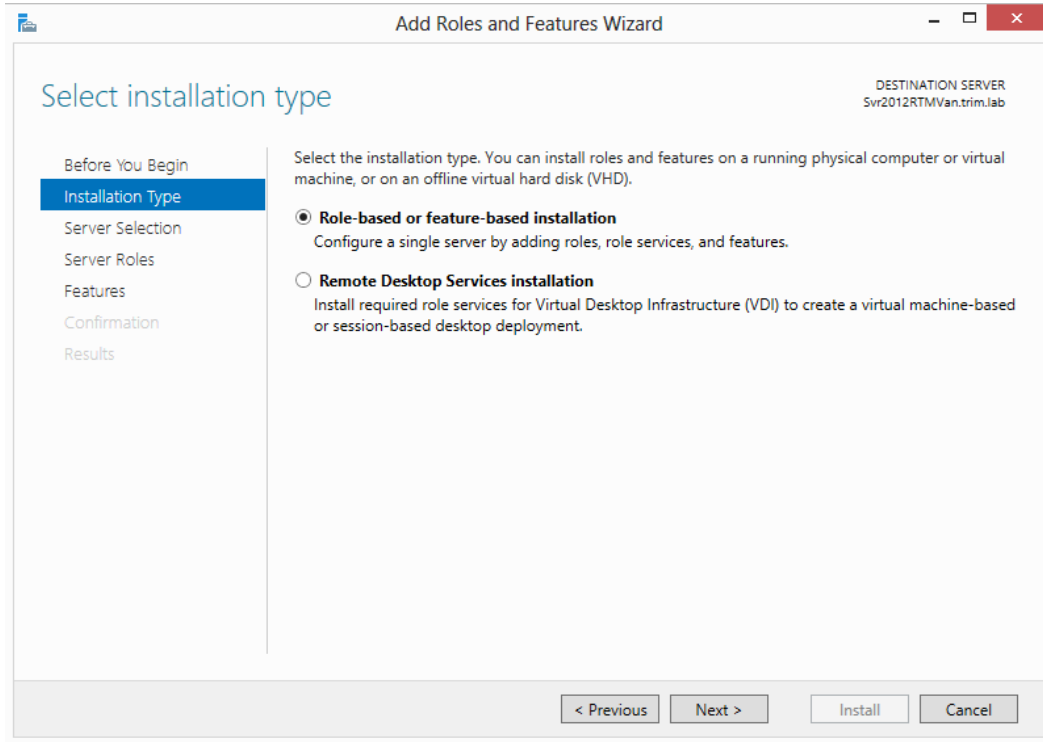 Add Roles and Features Wizard
Select installation type
DESTINATION SERVER
Svr2012RTMVan.trim.lab
Before You Begin
Installation Type
Server Selection
Server Roles
Features
Confirmation
Results
Select the installation type. You can install roles and features on a running physical computer or virtual
machine, or on an offline virtual hard disk (VHD).
Role-based or feature-based installation
Configure a single server by adding roles, role services, and features.
Remote Desktop Services installation
Install required role services for Virtual Desktop Infrastructure (VDI) to create a virtual machine-based
or session-based desktop deployment.
< Previous
Next >
Install
Cancel